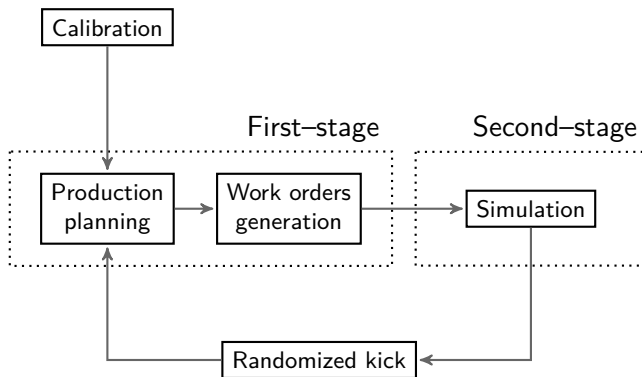 Calibration
First–stage
Second–stage
Production
planning
Work orders
generation
Simulation
Randomized kick